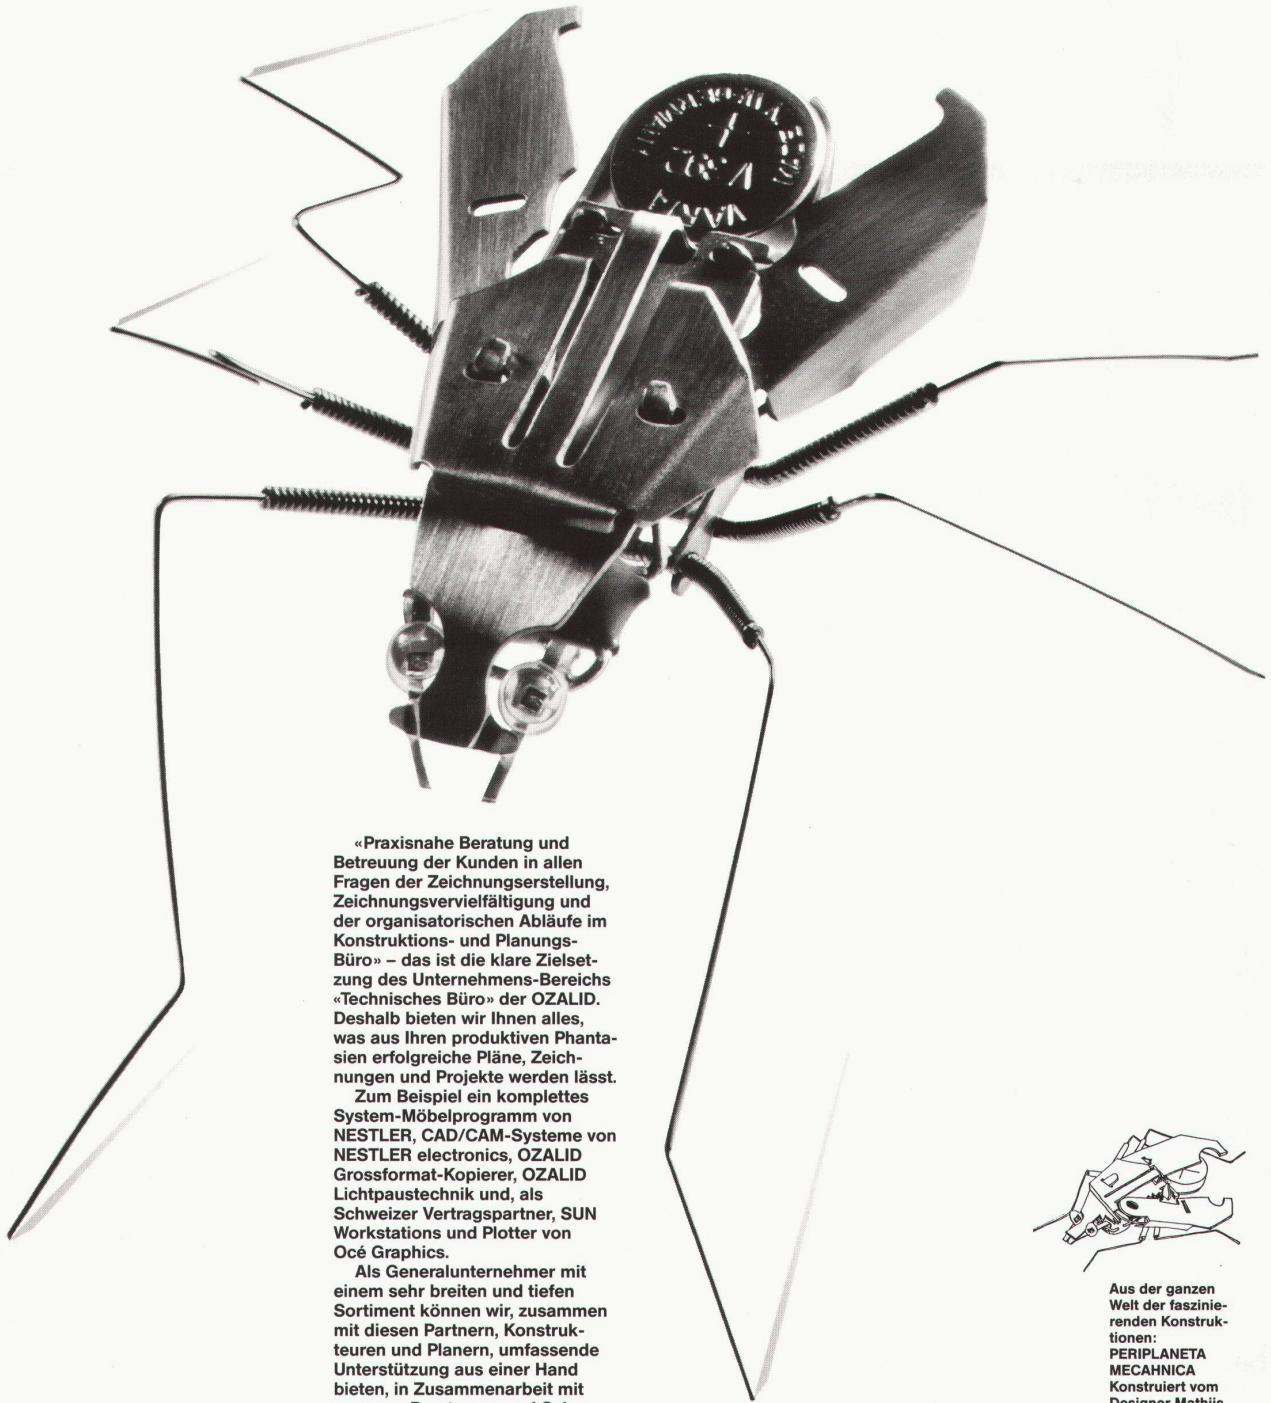 «Praxisnahe Beratung und
Betreuung der Kunden in allen
Fragen der Zeichnungserstellung,
Zeichnungsvervielfältigung und
der organisatorischen Abläufe im
Konstruktions- und Planungs-
Büro» – das ist die klare Zielset-
zung des Unternehmens-Bereichs
«Technisches Büro» der OZALID.
Deshalb bieten wir Ihnen alles,
was aus Ihren produktiven Phanta-
sien erfolgreiche Pläne, Zeich-
nungen und Projekte werden lässt.
Zum Beispiel ein komplettes
System-Möbelprogramm von
NESTLER, CAD/CAM-Systeme von
NESTLER electronics, OZALID
Grossformat-Kopierer, OZALID
Lichtpaustechnik und, als
Schweizer Vertragspartner, SUN
Workstations und Plotter von
Océ Graphics.
Als Generalunternehmer mit
einem sehr breiten und tiefen
Sortiment können wir, zusammen
mit diesen Partnern, Konstruk-
teuren und Planern, umfassende
Unterstützung aus einer Hand
bieten, in Zusammenarbeit mit
Aus der ganzen
Welt der faszinie-
renden Konstruk-
tionen:
PERIPLANETA
MECAHNICA
Konstruiert vom
Designer Mathijs